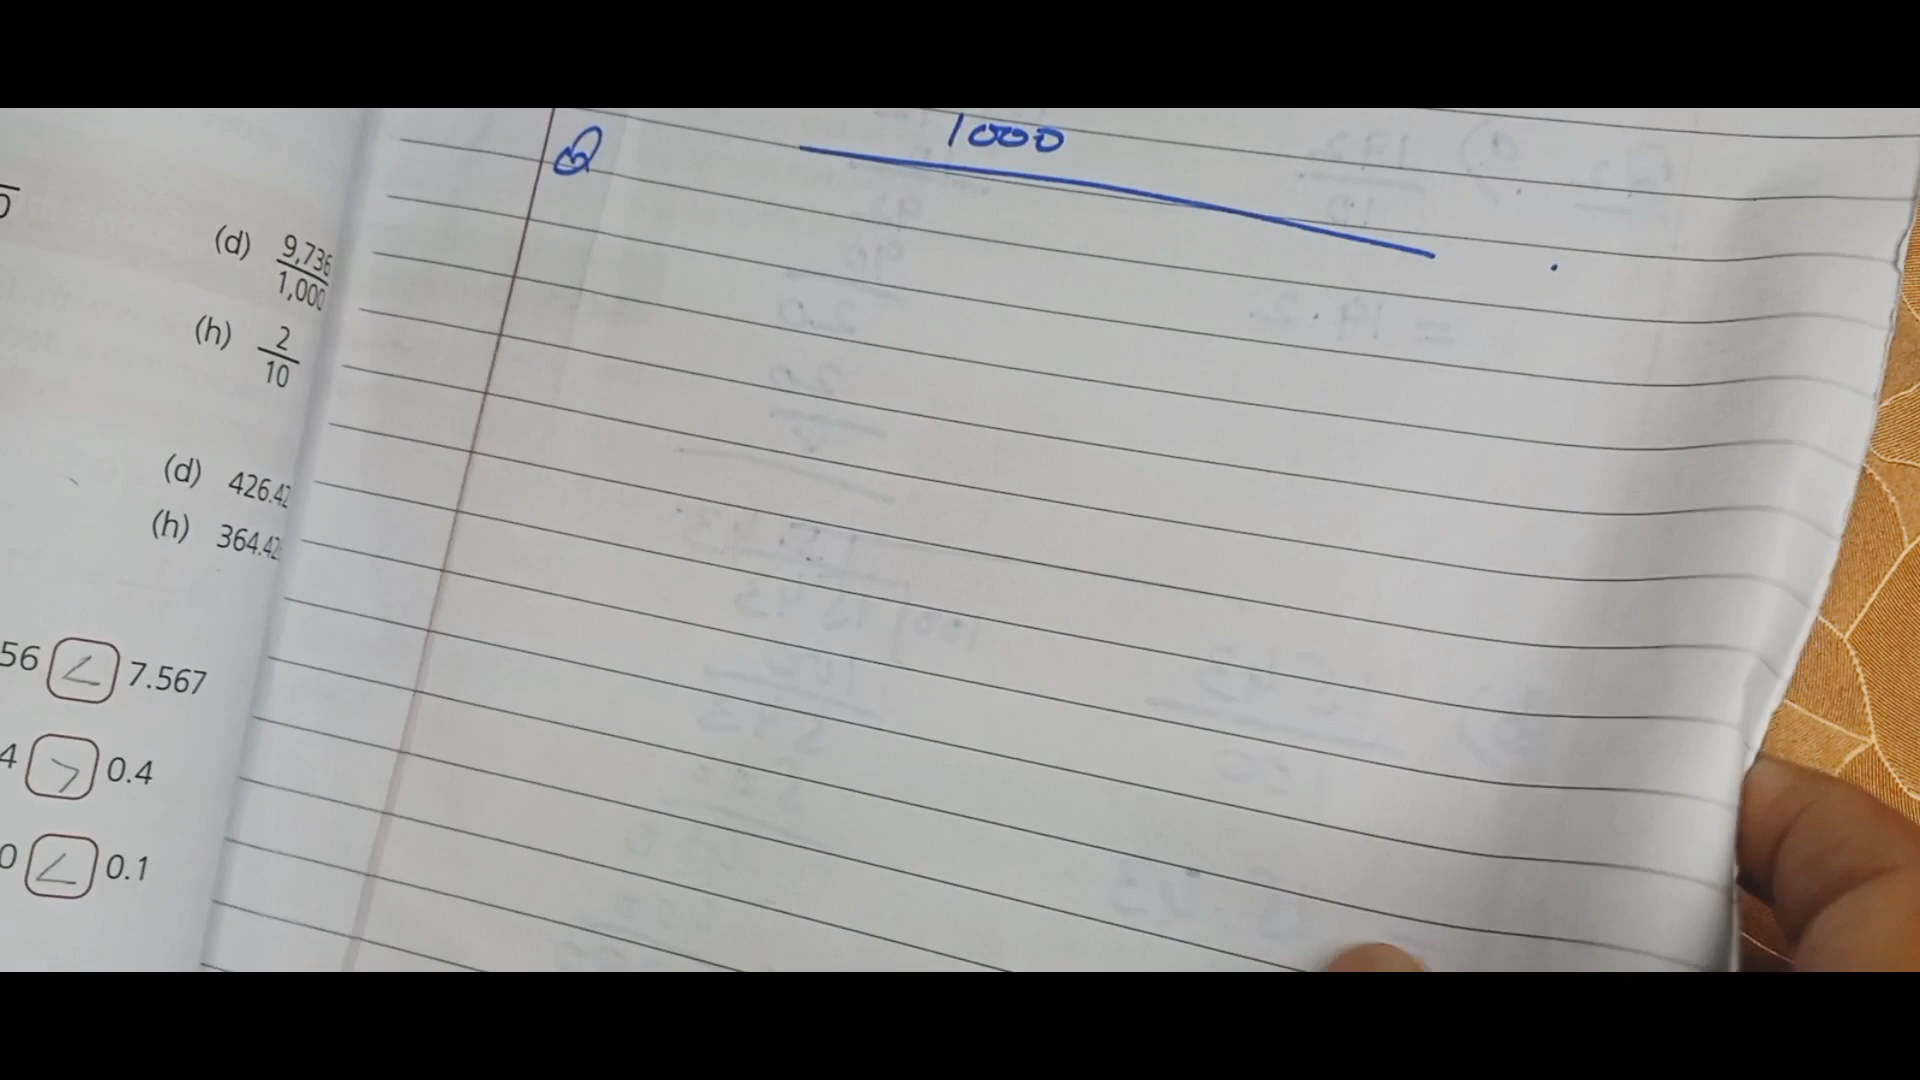 1000
Q
(d) 9,736
1,000
(h) 2
10
(d) 426.42
(h) 364.42
56 < 7.567
4 > 0.4
0 < 0.1